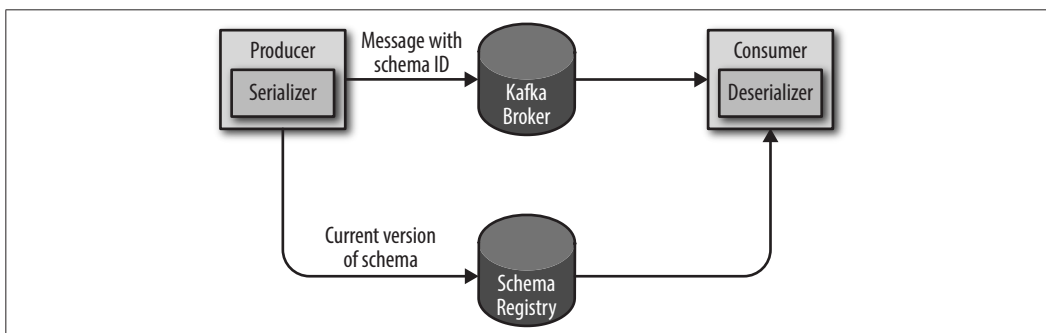 Producer
Serializer
Message with
schema ID
Kafka
Broker
Consumer
Deserializer
Current version
of schema
Schema
Registry